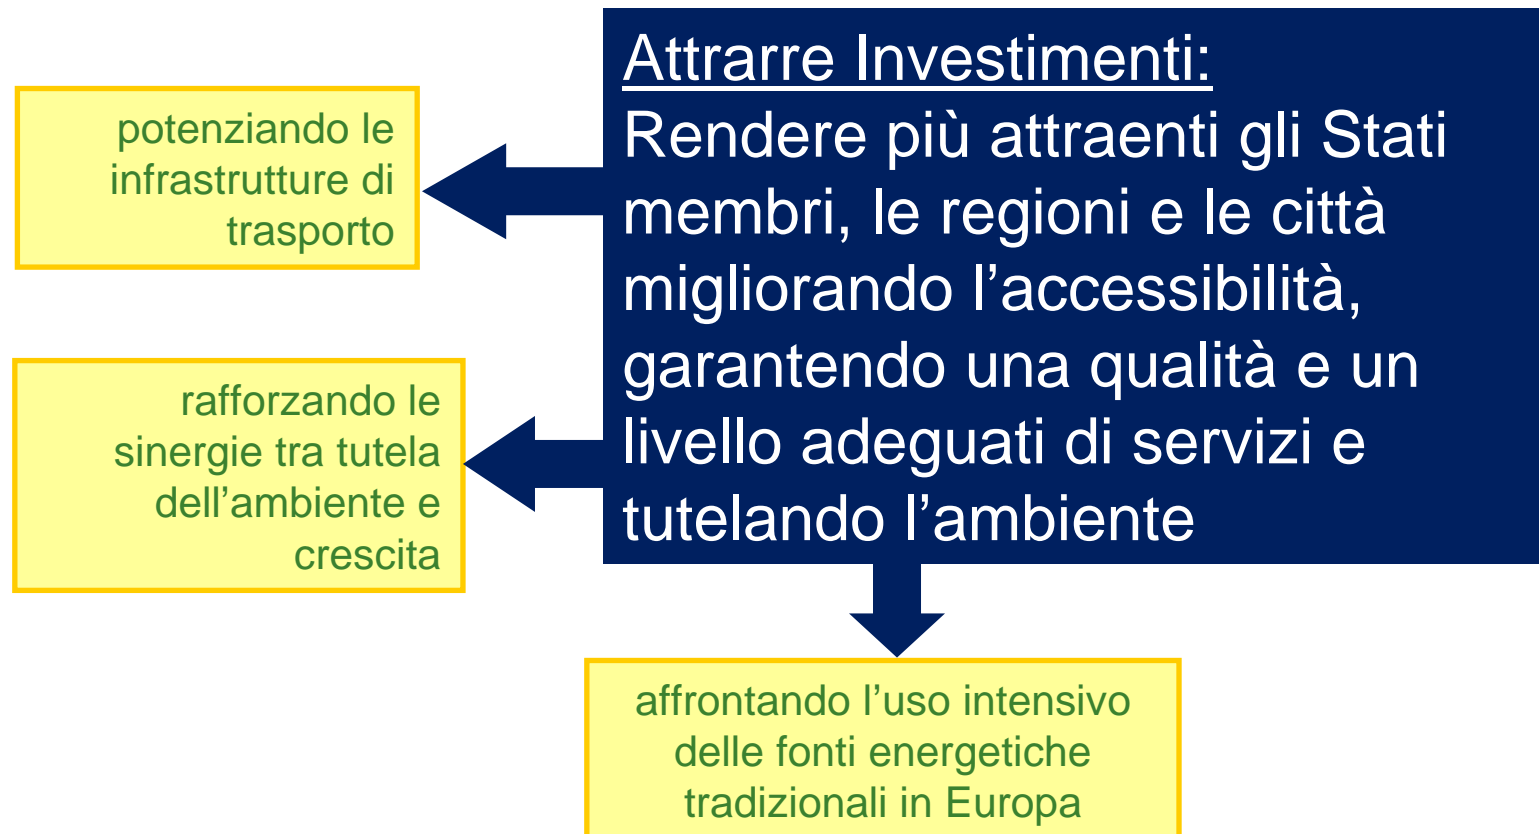 Attrarre Investimenti:
Rendere più attraenti gli Stati
membri, le regioni e le città
migliorando l’accessibilità,
garantendo una qualità e un
livello adeguati di servizi e
tutelando l’ambiente
potenziando le
infrastrutture di
trasporto
rafforzando le
sinergie tra tutela
dell’ambiente e
crescita
affrontando l’uso intensivo
delle fonti energetiche
tradizionali in Europa